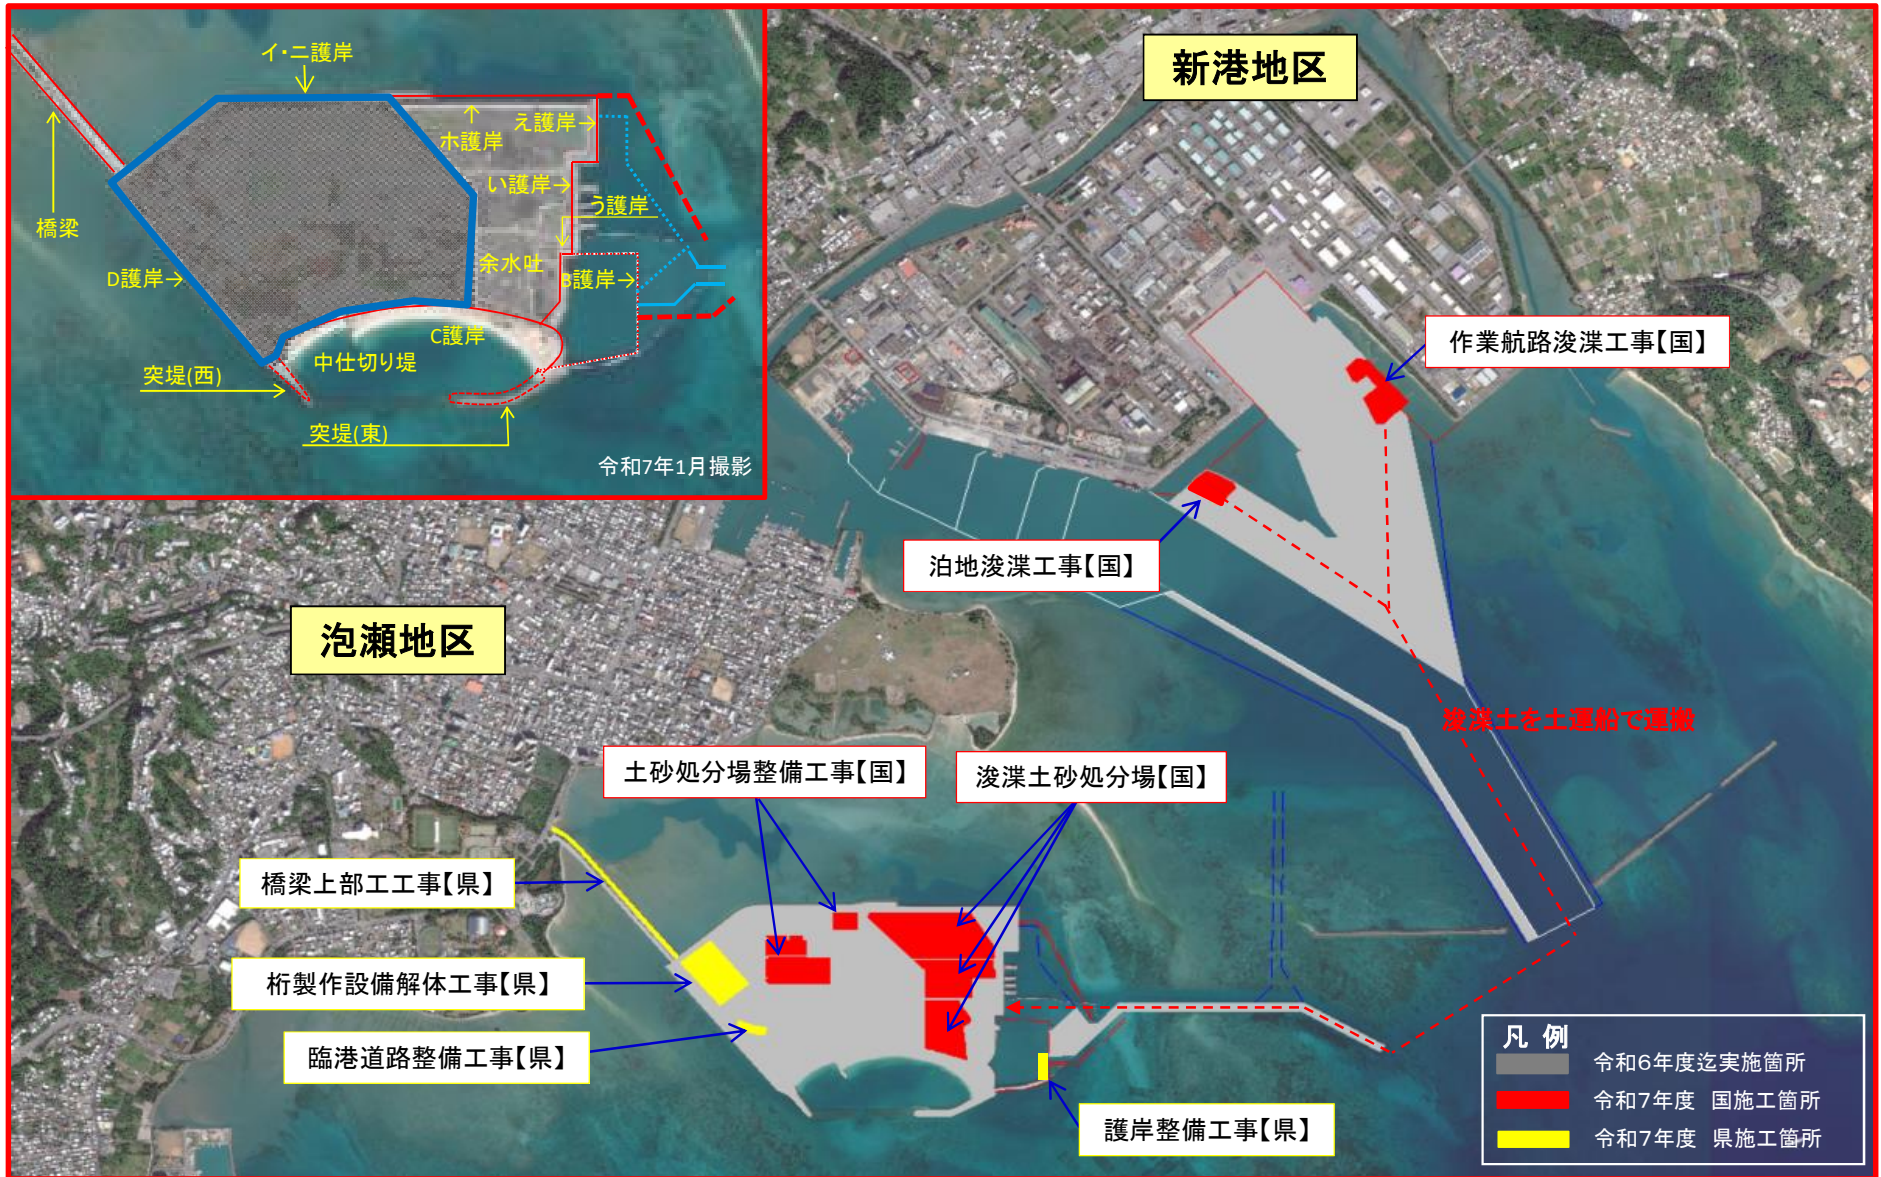 イ・ニ護岸
え護岸→
ホ護岸
い護岸→
う護岸
橋梁
余水吐
B護岸→
D護岸→
C護岸
中仕切り堤
突堤(西)
突堤(東)
令和7年1月撮影
新港地区
作業航路浚渫工事【国】
泊地浚渫工事【国】
泡瀬地区
浚渫土を土運船で運搬
土砂処分場整備工事【国】
浚渫土砂処分場【国】
橋梁上部工工事【県】
桁製作設備解体工事【県】
臨港道路整備工事【県】
護岸整備工事【県】
凡 例
令和6年度迄実施箇所
令和7年度 国施工箇所
令和7年度 県施工箇所